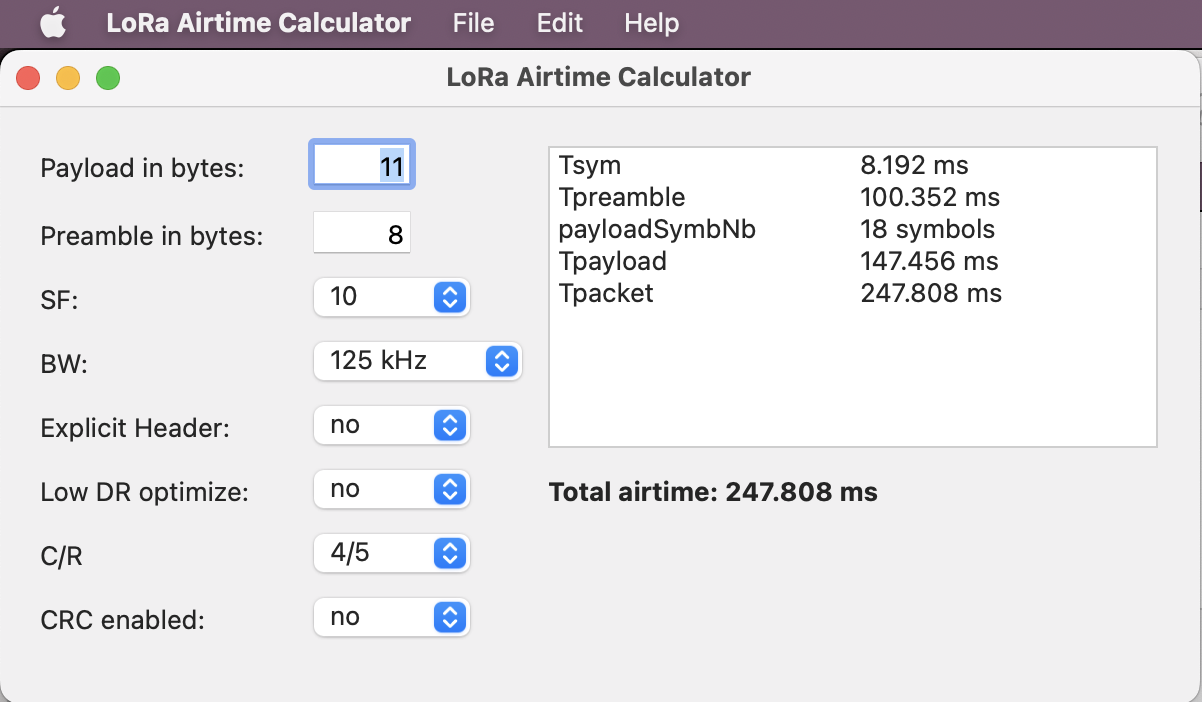 LoRa Airtime Calculator File Edit Help
LoRa Airtime Calculator
Payload in bytes: 11
Preamble in bytes: 8
SF: 10
BW: 125 kHz
Explicit Header: no
Low DR optimize: no
C/R 4/5
CRC enabled: no
Tsym 8.192 ms
Tpreamble 100.352 ms
payloadSymbNb 18 symbols
Tpayload 147.456 ms
Tpacket 247.808 ms
Total airtime: 247.808 ms